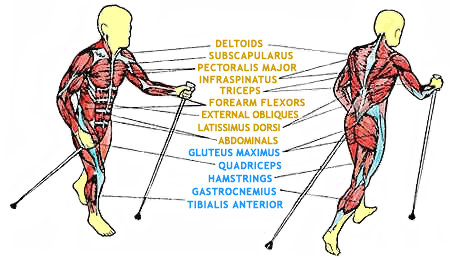 DELTOIDS
SUBSCAPULARUS
PECTORALIS MAJOR
INFRASPINATUS
TRICEPS
FOREARM FLEXORS
EXTERNAL OBLIQUES
LATISSIMUS DORSI
ABDOMINALS
GLUTEUS MAXIMUS
QUADRICEPS
HAMSTRINGS
GASTROCNEMIUS
TIBIALIS ANTERIOR